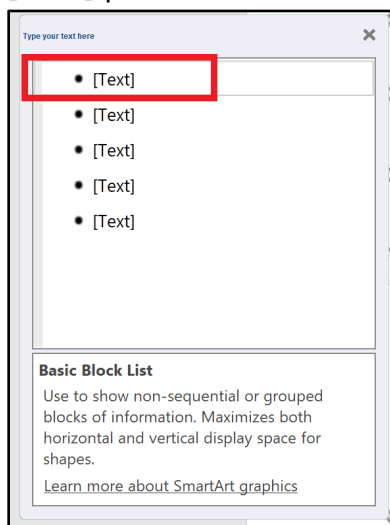 Type your text here
• [Text]
• [Text]
• [Text]
• [Text]
• [Text]
Basic Block List
Use to show non-sequential or grouped
blocks of information. Maximizes both
horizontal and vertical display space for
shapes.
Learn more about SmartArt graphics